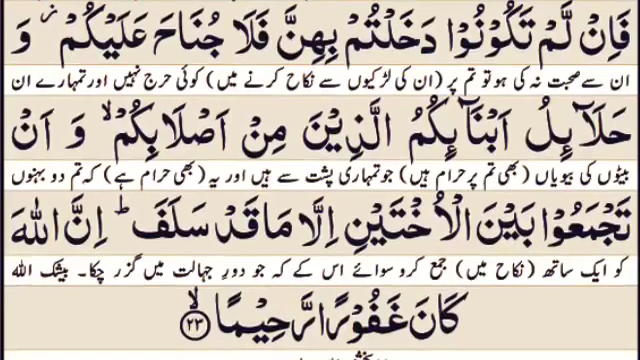 فَاِنْ لَّمْ تَكُوْنُوْا دَخَلْتُمْ بِهِنَّ فَلَا جُنَاحَ عَلَيْكُمْ ۫ وَ
ان سے صحبت نہ کی ہو تو تم پر (ان کی لڑکیوں سے نکاح کرنے میں) کوئی حرج نہیں اور تمہارے ان
حَلَآئِلُ اَبْنَآئِكُمُ الَّذِيْنَ مِنْ اَصْلَابِكُمْ ۙ وَ اَنْ
بیٹوں کی بیویاں (بھی تم پر حرام ہیں) جو تمہاری پشت سے ہیں اور یہ (بھی حرام ہے) کہ تم دو بہنوں
تَجْمَعُوْا بَيْنَ الْاُخْتَيْنِ اِلَّا مَا قَدْ سَلَفَ ؕ اِنَّ اللّٰهَ
کو ایک ساتھ (نکاح میں) جمع کرو سوائے اس کے کہ جو دورِ جہالت میں گزر چکا۔ بیشک اللہ
كَانَ غَفُوْرًا رَّحِيْمًا ۙ﴿۲۳﴾